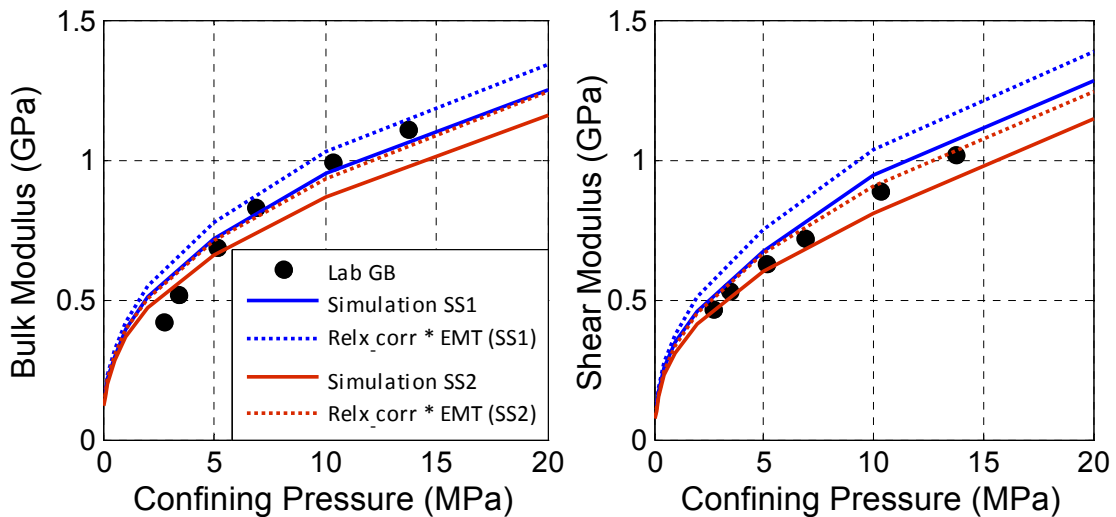 1.5
1
0.5
0
Bulk Modulus (GPa)
0
5
10
15
20
Confining Pressure (MPa)
Lab GB
Simulation SS1
Relx_corr * EMT (SS1)
Simulation SS2
Relx_corr * EMT (SS2)
1.5
1
0.5
0
Shear Modulus (GPa)
0
5
10
15
20
Confining Pressure (MPa)